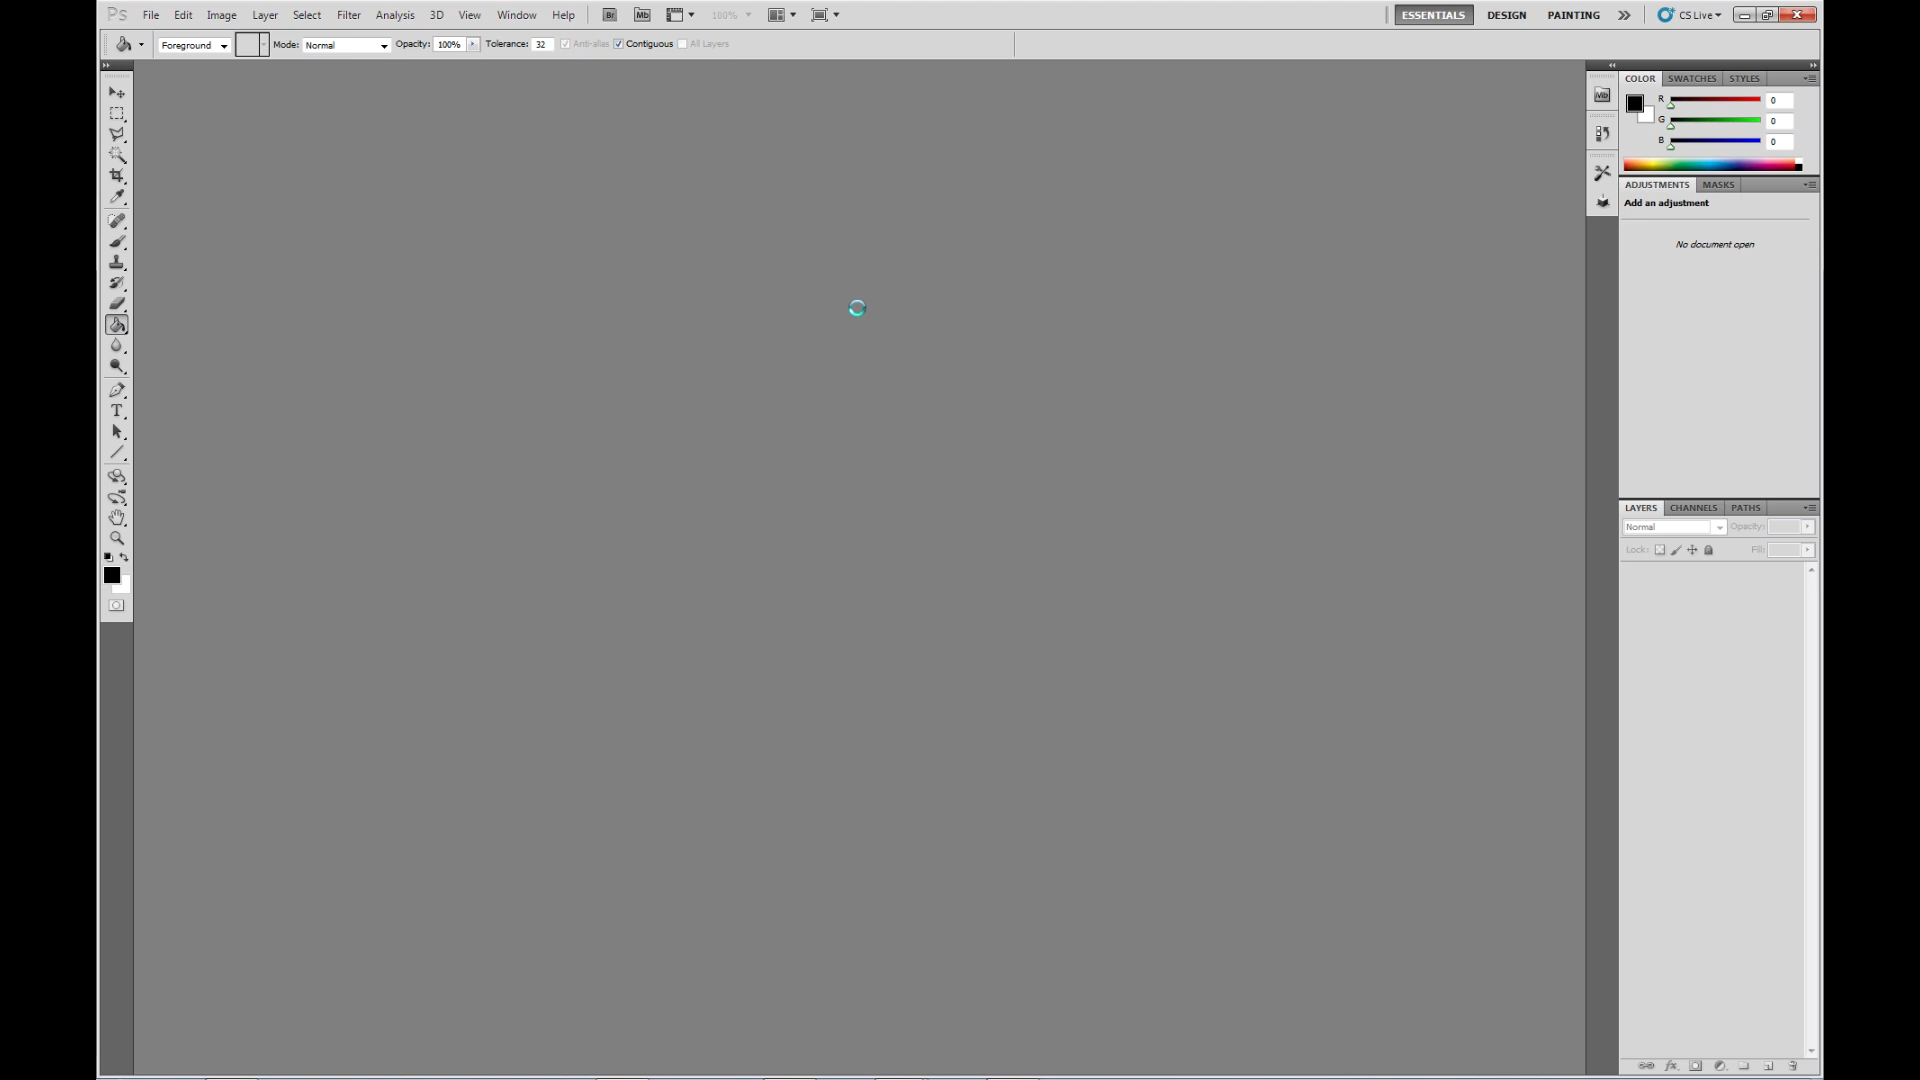 Ps File Edit Image Layer Select Filter Analysis 3D View Window Help Br Mb 100% ESSENTIALS DESIGN PAINTING CS Live
Foreground Mode: Normal Opacity: 100% Tolerance: 32 Anti-alias Contiguous All Layers
COLOR SWATCHES STYLES
Mb
R 0
G 0
B 0
ADJUSTMENTS MASKS
Add an adjustment
No document open
T
LAYERS CHANNELS PATHS
Normal Opacity:
Lock: Fill:
fx